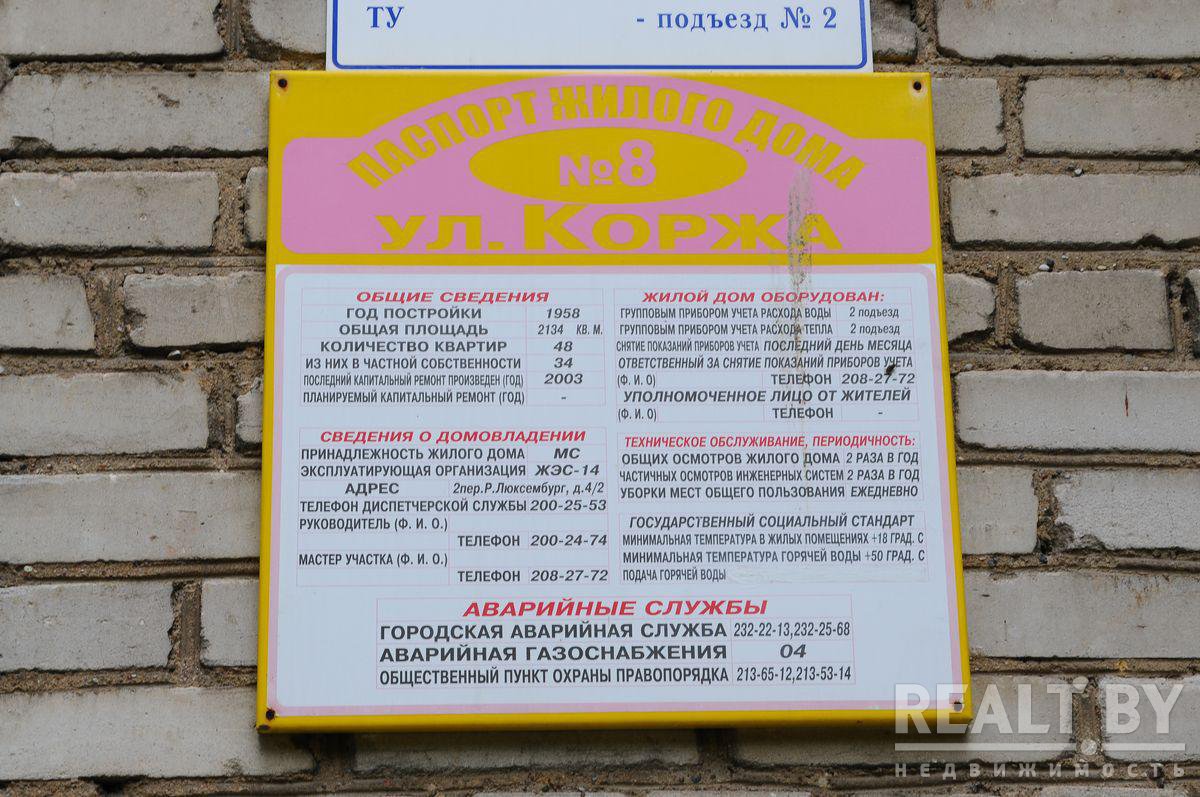 ТУ - подъезд № 2
ПАСПОРТ ЖИЛОГО ДОМА
№8
УЛ. КОРЖА
ОБЩИЕ СВЕДЕНИЯ
ГОД ПОСТРОЙКИ 1958
ОБЩАЯ ПЛОЩАДЬ 2134 КВ. М.
КОЛИЧЕСТВО КВАРТИР 48
ИЗ НИХ В ЧАСТНОЙ СОБСТВЕННОСТИ 34
ПОСЛЕДНИЙ КАПИТАЛЬНЫЙ РЕМОНТ ПРОИЗВЕДЕН (ГОД) 2003
ПЛАНИРУЕМЫЙ КАПИТАЛЬНЫЙ РЕМОНТ (ГОД) -
СВЕДЕНИЯ О ДОМОВЛАДЕНИИ
ПРИНАДЛЕЖНОСТЬ ЖИЛОГО ДОМА МС
ЭКСПЛУАТИРУЮЩАЯ ОРГАНИЗАЦИЯ ЖЭС-14
АДРЕС 2пер.Р.Люксембург, д.4/2
ТЕЛЕФОН ДИСПЕТЧЕРСКОЙ СЛУЖБЫ 200-25-53
РУКОВОДИТЕЛЬ (Ф. И. О.)
ТЕЛЕФОН 200-24-74
МАСТЕР УЧАСТКА (Ф. И. О.)
ТЕЛЕФОН 208-27-72
ЖИЛОЙ ДОМ ОБОРУДОВАН:
ГРУППОВЫМ ПРИБОРОМ УЧЕТА РАСХОДА ВОДЫ 2 подъезд
ГРУППОВЫМ ПРИБОРОМ УЧЕТА РАСХОДА ТЕПЛА 2 подъезд
СНЯТИЕ ПОКАЗАНИЙ ПРИБОРОВ УЧЕТА ПОСЛЕДНИЙ ДЕНЬ МЕСЯЦА
ОТВЕТСТВЕННЫЙ ЗА СНЯТИЕ ПОКАЗАНИЙ ПРИБОРОВ УЧЕТА
(Ф. И. О) ТЕЛЕФОН 208-27-72
УПОЛНОМОЧЕННОЕ ЛИЦО ОТ ЖИТЕЛЕЙ
(Ф. И. О) ТЕЛЕФОН -
ТЕХНИЧЕСКОЕ ОБСЛУЖИВАНИЕ, ПЕРИОДИЧНОСТЬ:
ОБЩИХ ОСМОТРОВ ЖИЛОГО ДОМА 2 РАЗА В ГОД
ЧАСТИЧНЫХ ОСМОТРОВ ИНЖЕНЕРНЫХ СИСТЕМ 2 РАЗА В ГОД
УБОРКИ МЕСТ ОБЩЕГО ПОЛЬЗОВАНИЯ ЕЖЕДНЕВНО
ГОСУДАРСТВЕННЫЙ СОЦИАЛЬНЫЙ СТАНДАРТ
МИНИМАЛЬНАЯ ТЕМПЕРАТУРА В ЖИЛЫХ ПОМЕЩЕНИЯХ +18 ГРАД. С
МИНИМАЛЬНАЯ ТЕМПЕРАТУРА ГОРЯЧЕЙ ВОДЫ +50 ГРАД. С
ПОДАЧА ГОРЯЧЕЙ ВОДЫ
АВАРИЙНЫЕ СЛУЖБЫ
ГОРОДСКАЯ АВАРИЙНАЯ СЛУЖБА 232-22-13,232-25-68
АВАРИЙНАЯ ГАЗОСНАБЖЕНИЯ 04
ОБЩЕСТВЕННЫЙ ПУНКТ ОХРАНЫ ПРАВОПОРЯДКА 213-65-12,213-53-14
REALT.BY
НЕДВИЖИМОСТЬ